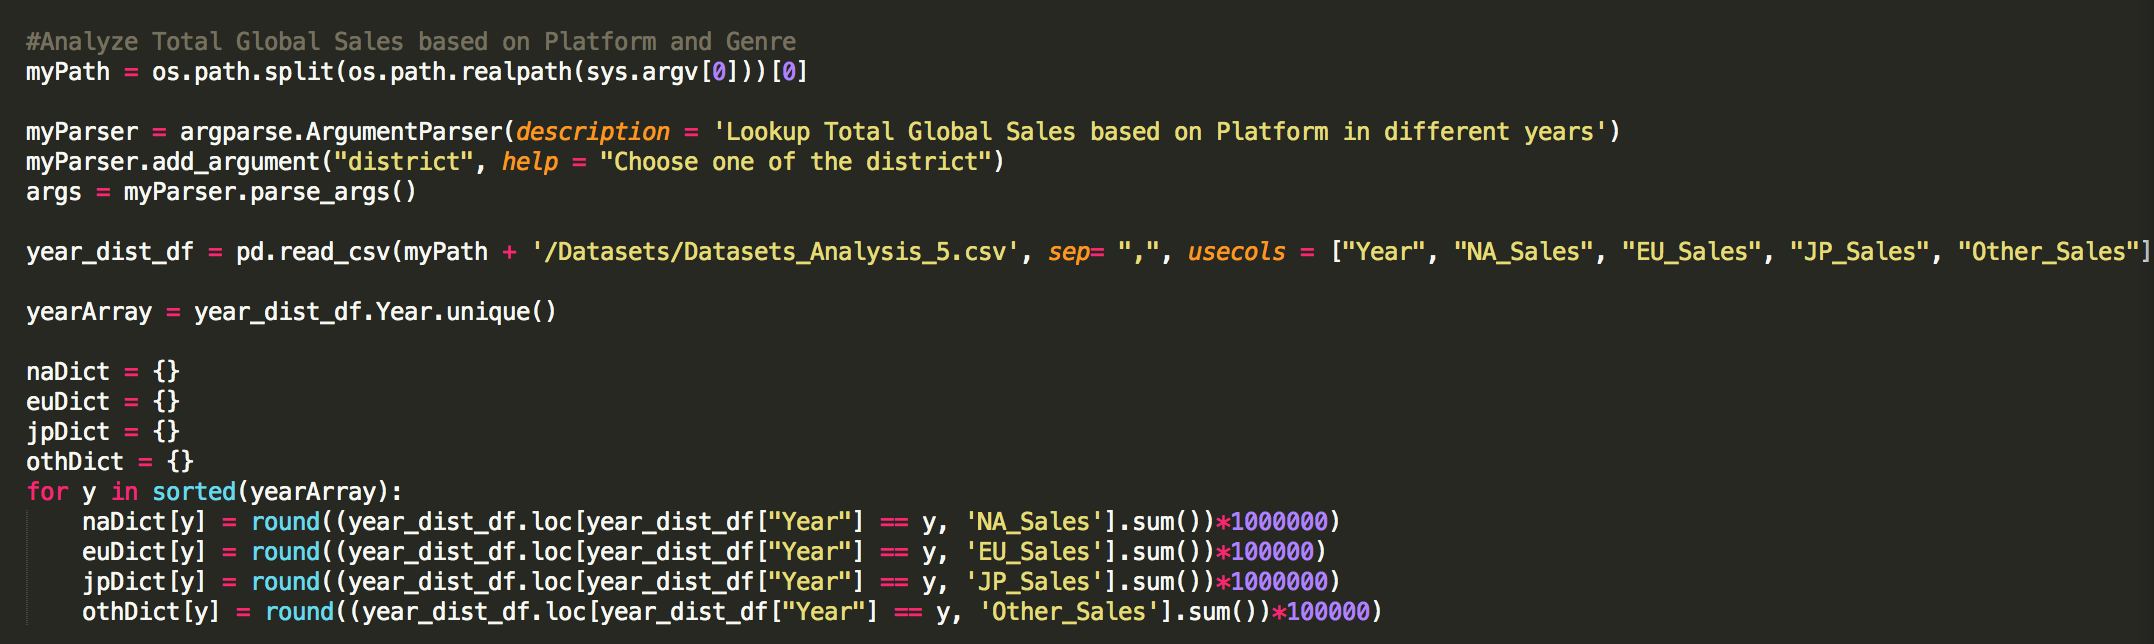 #Analyze Total Global Sales based on Platform and Genre
myPath = os.path.split(os.path.realpath(sys.argv[0]))[0]
myParser = argparse.ArgumentParser(description = 'Lookup Total Global Sales based on Platform in different years')
myParser.add_argument("district", help = "Choose one of the district")
args = myParser.parse_args()
year_dist_df = pd.read_csv(myPath + '/Datasets/Datasets_Analysis_5.csv', sep= ",", usecols = ["Year", "NA_Sales", "EU_Sales", "JP_Sales", "Other_Sales"]
yearArray = year_dist_df.Year.unique()
naDict = {}
euDict = {}
jpDict = {}
othDict = {}
for y in sorted(yearArray):
    naDict[y] = round((year_dist_df.loc[year_dist_df["Year"] == y, 'NA_Sales'].sum())*1000000)
    euDict[y] = round((year_dist_df.loc[year_dist_df["Year"] == y, 'EU_Sales'].sum())*100000)
    jpDict[y] = round((year_dist_df.loc[year_dist_df["Year"] == y, 'JP_Sales'].sum())*1000000)
    othDict[y] = round((year_dist_df.loc[year_dist_df["Year"] == y, 'Other_Sales'].sum())*100000)